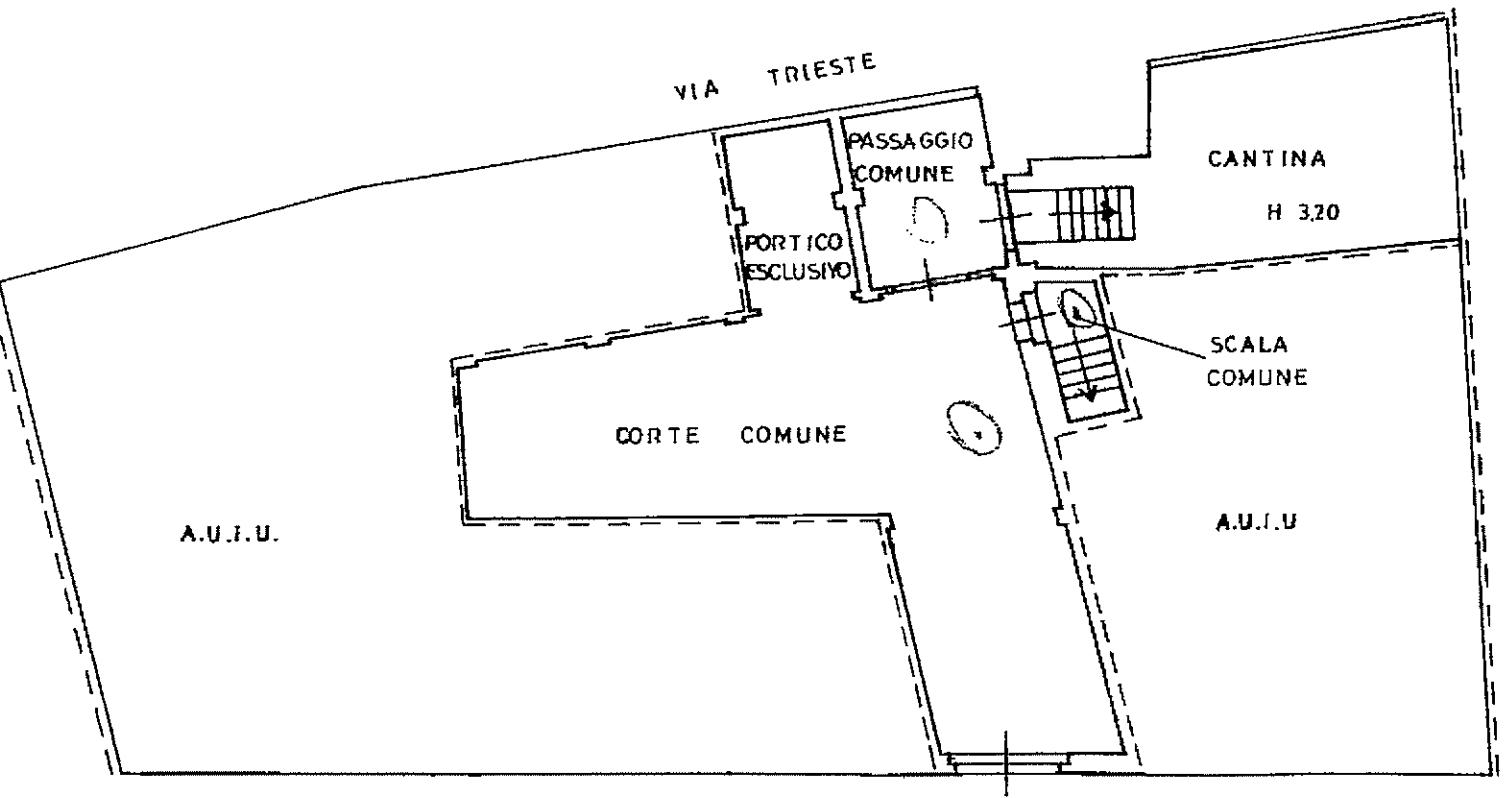 VIA TRIESTE
PASSAGGIO
COMUNE
CANTINA
H 3,20
PORTICO
ESCLUSIVO
SCALA
COMUNE
CORTE COMUNE
A.U.I.U.
A.U.I.U